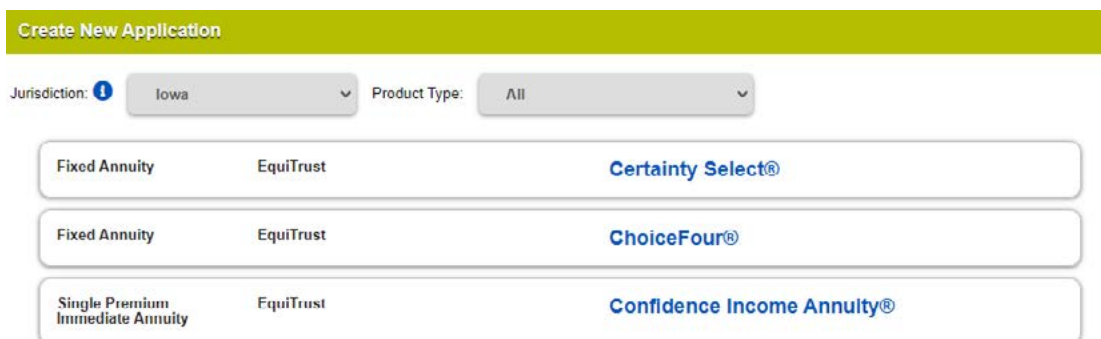 Create New Application
Jurisdiction: Iowa Product Type: All
Fixed Annuity EquiTrust Certainty Select®
Fixed Annuity EquiTrust ChoiceFour®
Single Premium EquiTrust Confidence Income Annuity®
Immediate Annuity